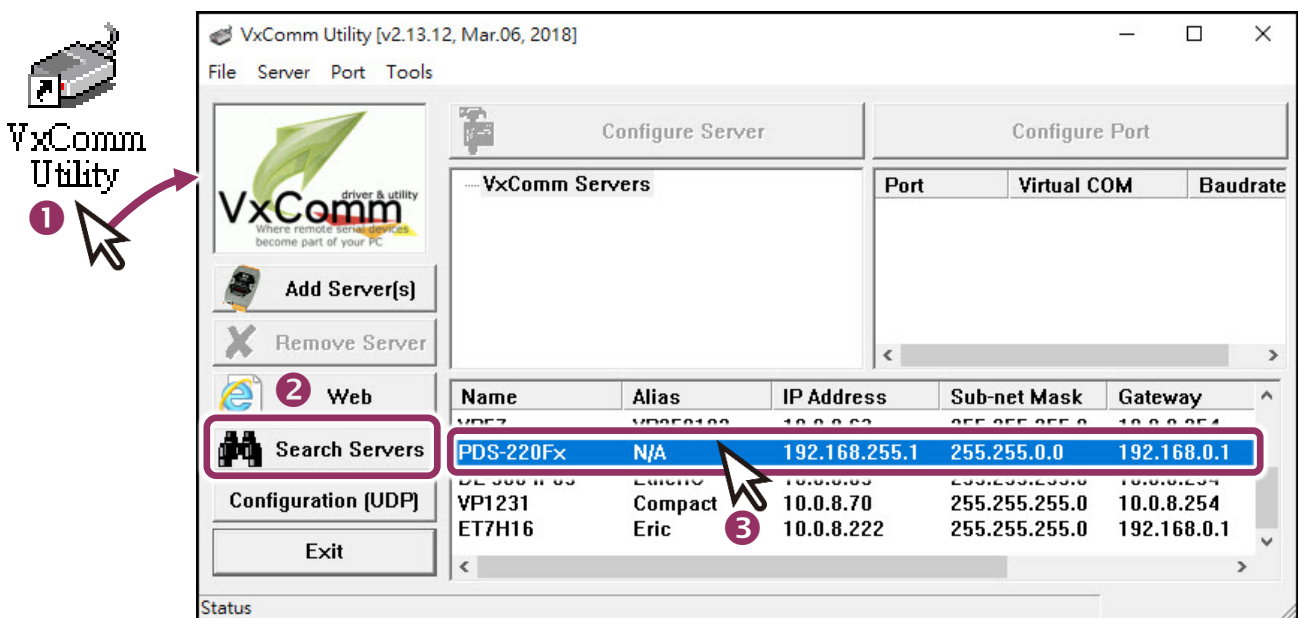 VxComm
Utility
1
VxComm Utility [v2.13.12, Mar.06, 2018]
File Server Port Tools
VxComm
driver & utility
Where remote serial devices
become part of your PC
Configure Server
Configure Port
VxComm Servers
Port Virtual COM Baudrate
Add Server(s)
Remove Server
2
Web
Search Servers
Configuration (UDP)
Exit
Name Alias IP Address Sub-net Mask Gateway
PDS-220Fx N/A 192.168.255.1 255.255.0.0 192.168.0.1
VP1231 Compact 10.0.8.70 255.255.255.0 10.0.8.254
ET7H16 Eric 10.0.8.222 255.255.255.0 192.168.0.1
3
Status